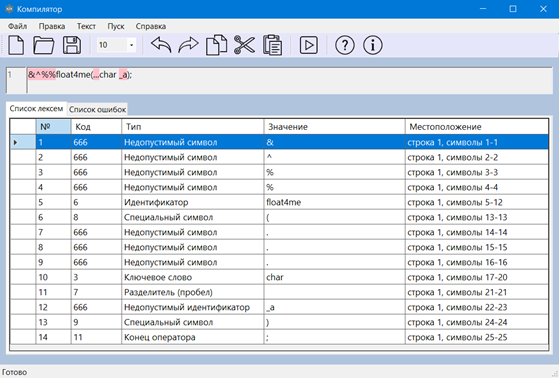 Компилятор
Файл Правка Текст Пуск Справка
10
1 &^%%float4me(...char _a);
Список лексем Список ошибок
№ Код Тип Значение Местоположение
1 666 Недопустимый символ & строка 1, символы 1-1
2 666 Недопустимый символ ^ строка 1, символы 2-2
3 666 Недопустимый символ % строка 1, символы 3-3
4 666 Недопустимый символ % строка 1, символы 4-4
5 6 Идентификатор float4me строка 1, символы 5-12
6 8 Специальный символ ( строка 1, символы 13-13
7 666 Недопустимый символ . строка 1, символы 14-14
8 666 Недопустимый символ . строка 1, символы 15-15
9 666 Недопустимый символ . строка 1, символы 16-16
10 3 Ключевое слово char строка 1, символы 17-20
11 7 Разделитель (пробел) строка 1, символы 21-21
12 666 Недопустимый идентификатор _a строка 1, символы 22-23
13 9 Специальный символ ) строка 1, символы 24-24
14 11 Конец оператора ; строка 1, символы 25-25
Готово